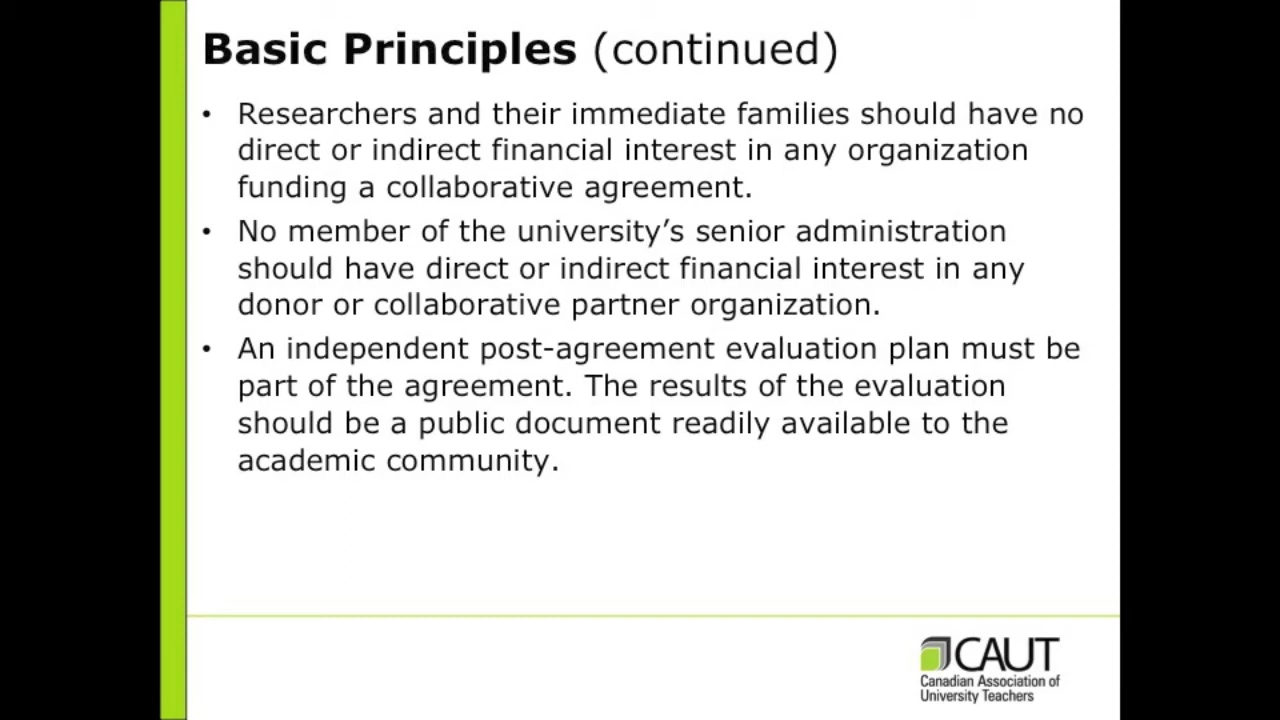 Basic Principles (continued)
• Researchers and their immediate families should have no
direct or indirect financial interest in any organization
funding a collaborative agreement.
• No member of the university’s senior administration
should have direct or indirect financial interest in any
donor or collaborative partner organization.
• An independent post-agreement evaluation plan must be
part of the agreement. The results of the evaluation
should be a public document readily available to the
academic community.
CAUT
Canadian Association of
University Teachers